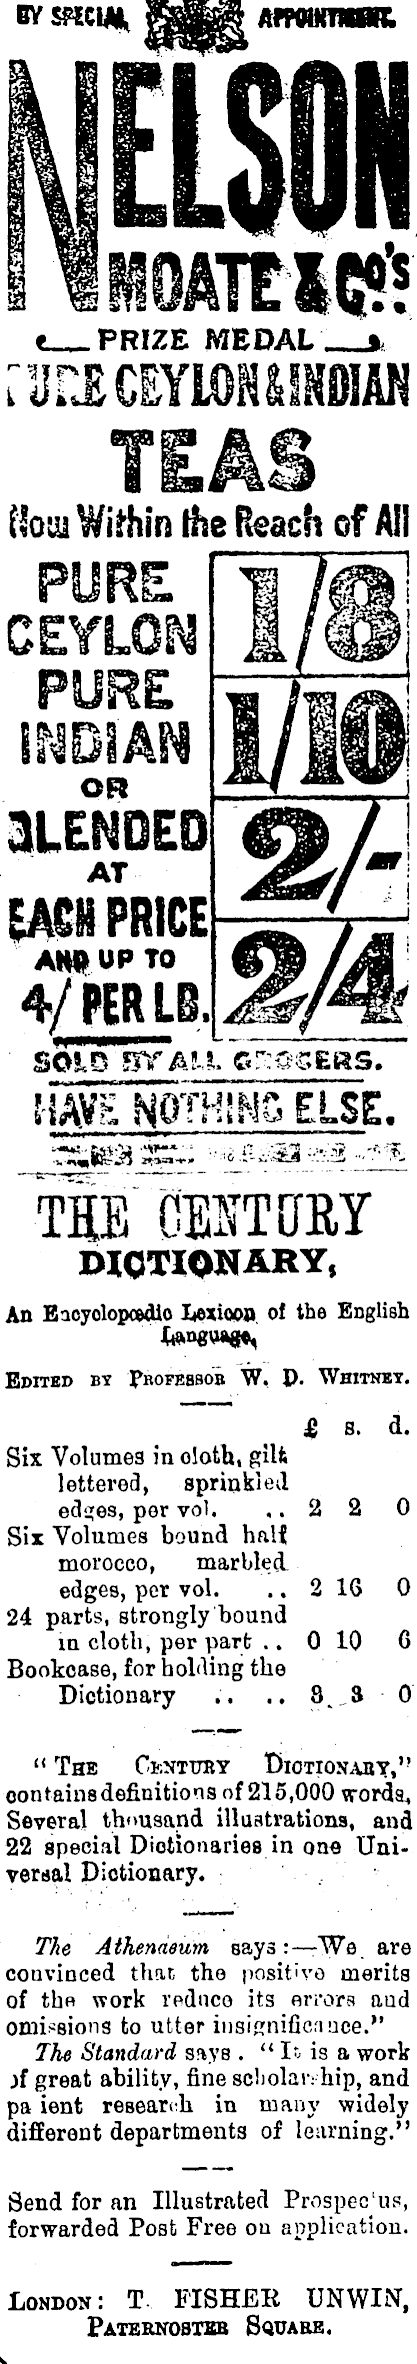 BY SPECIAL APPOINTMENT.
NELSON
MOATE & CO'S
PRIZE MEDAL
PURE CEYLON & INDIAN
TEAS
Now Within the Reach of All
PURE
CEYLON
PURE
INDIAN
OR
BLENDED
AT
EACH PRICE
AND UP TO
4/ PER LB.
1/8
1/10
2/-
2/4
SOLD BY ALL GROCERS.
HAVE NOTHING ELSE.
THE CENTURY
DICTIONARY,
An Encyclopœdic Lexicon of the English
Language,
EDITED BY PROFESSOR W. D. WHITNEY.
£ s. d.
Six Volumes in cloth, gilt
lettered, sprinkled
edges, per vol. .. 2 2 0
Six Volumes bound half
morocco, marbled
edges, per vol. .. 2 16 0
24 parts, strongly bound
in cloth, per part .. 0 10 6
Bookcase, for holding the
Dictionary .. .. 3 3 0
"THE CENTURY DICTIONARY,"
contains definitions of 215,000 words,
Several thousand illustrations, and
22 special Dictionaries in one Uni-
versal Dictionary.
The Athenaeum says:—We are
convinced that the positive merits
of the work reduce its errors and
omissions to utter insignificance."
The Standard says. "It is a work
of great ability, fine scholarship, and
patient research in many widely
different departments of learning."
Send for an Illustrated Prospectus,
forwarded Post Free on application.
LONDON: T. FISHER UNWIN,
PATERNOSTER SQUARE.